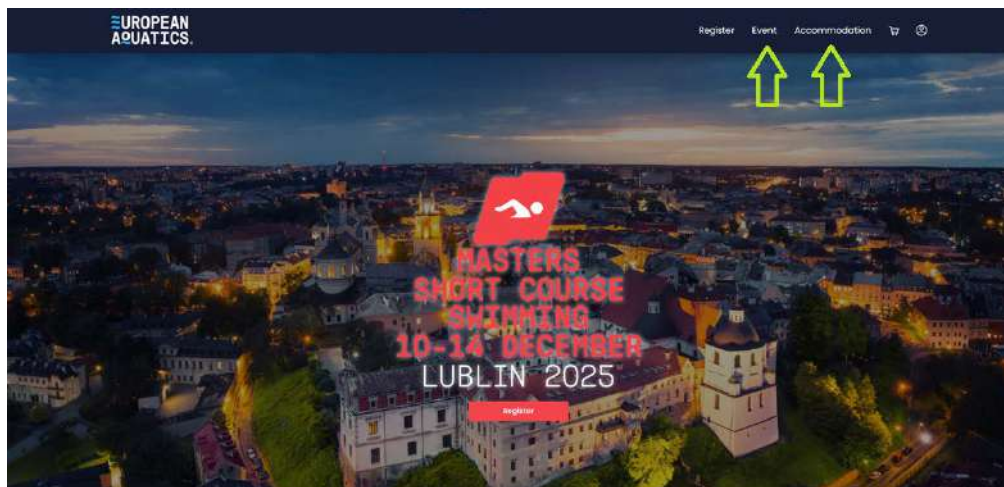 EUROPEAN
AQUATICS.
Register Event Accommodation
MASTERS
SHORT COURSE
SWIMMING
10-14 DECEMBER
LUBLIN 2025
Register